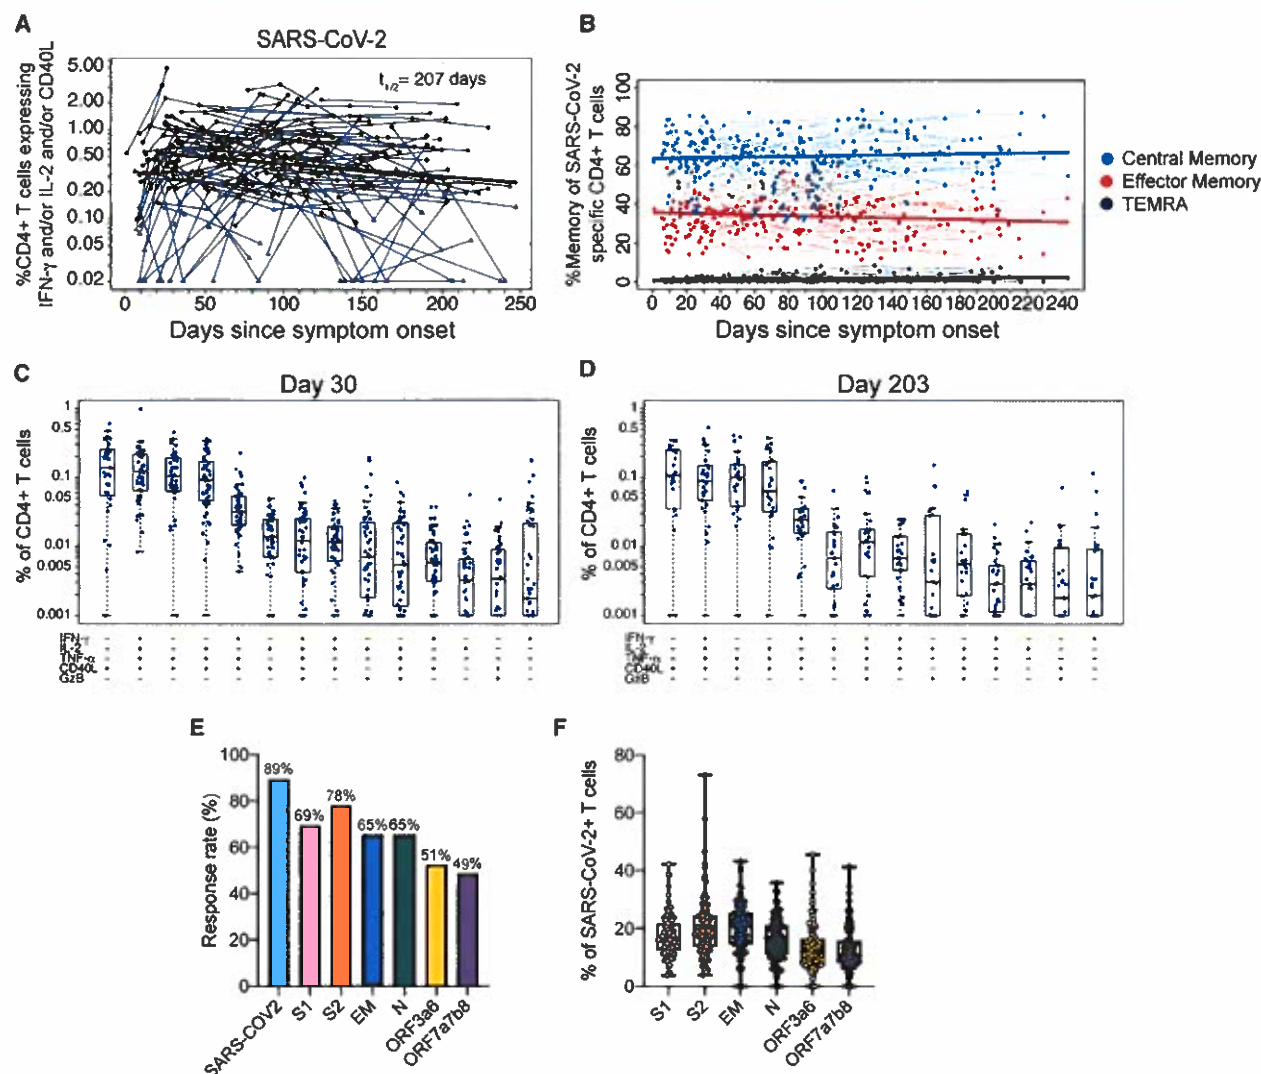 A
SARS-CoV-2
%CD4+ T cells expressing
IFN-γ and/or IL-2 and/or CD40L
5.00
2.00
1.00
0.50
0.20
0.10
0.05
0.02
t1/2= 207 days
0 50 100 150 200 250
Days since symptom onset
B
%Memory of SARS-CoV-2
specific CD4+ T cells
100
80
60
40
20
0
0 20 40 60 80 100 120 140 160 180 200 220 240
Days since symptom onset
Central Memory
Effector Memory
TEMRA
C
Day 30
% of CD4+ T cells
1
0.5
0.1
0.05
0.01
0.005
0.001
IFN-γ
IL-2
TNF-α
CD40L
GzB
D
Day 203
% of CD4+ T cells
1
0.5
0.1
0.05
0.01
0.005
0.001
IFN-γ
IL-2
TNF-α
CD40L
GzB
E
Response rate (%)
100
80
60
40
20
0
89%
69%
78%
65%
65%
51%
49%
SARS-COV2
S1
S2
EM
N
ORF3a6
ORF7a7b8
F
% of SARS-CoV-2+ T cells
80
60
40
20
0
S1
S2
EM
N
ORF3a6
ORF7a7b8